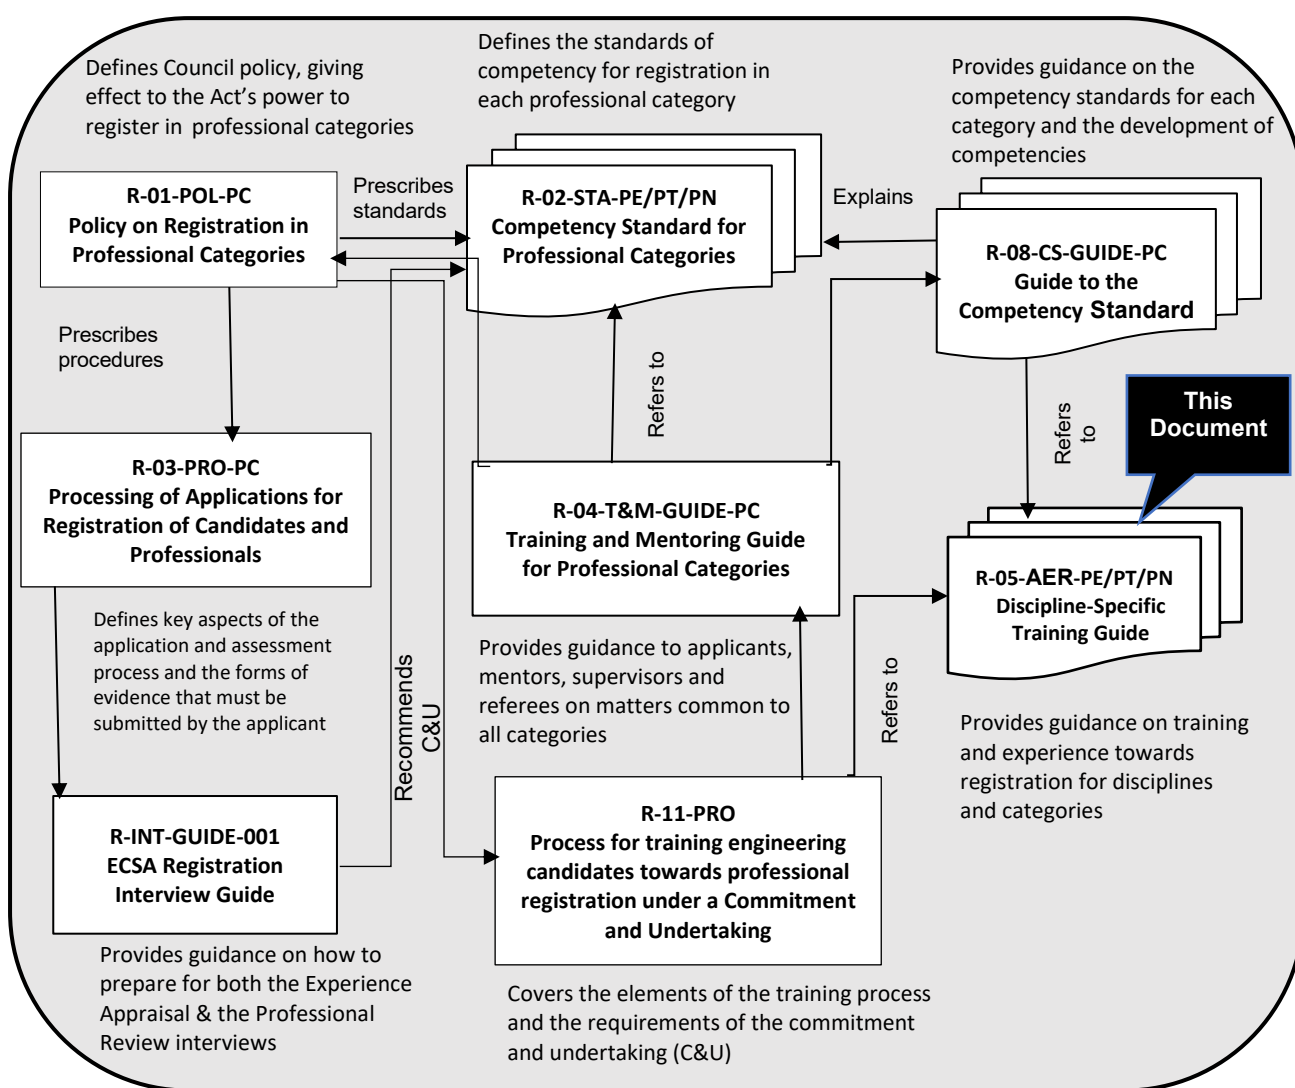 Defines Council policy, giving
effect to the Act's power to
register in professional categories
Defines the standards of
competency for registration in
each professional category
Provides guidance on the
competency standards for each
category and the development of
competencies
R-01-POL-PC
Policy on Registration in
Professional Categories
Prescribes
standards
R-02-STA-PE/PT/PN
Competency Standard for
Professional Categories
Explains
R-08-CS-GUIDE-PC
Guide to the
Competency Standard
Prescribes
procedures
Refers to
Refers
to
This
Document
R-03-PRO-PC
Processing of Applications for
Registration of Candidates and
Professionals
R-04-T&M-GUIDE-PC
Training and Mentoring Guide
for Professional Categories
R-05-AER-PE/PT/PN
Discipline-Specific
Training Guide
Defines key aspects of the
application and assessment
process and the forms of
evidence that must be
submitted by the applicant
Recommends
C&U
Provides guidance to applicants,
mentors, supervisors and
referees on matters common to
all categories
Refers to
Provides guidance on training
and experience towards
registration for disciplines
and categories
R-INT-GUIDE-001
ECSA Registration
Interview Guide
R-11-PRO
Process for training engineering
candidates towards professional
registration under a Commitment
and Undertaking
Provides guidance on how to
prepare for both the Experience
Appraisal & the Professional
Review interviews
Covers the elements of the training process
and the requirements of the commitment
and undertaking (C&U)